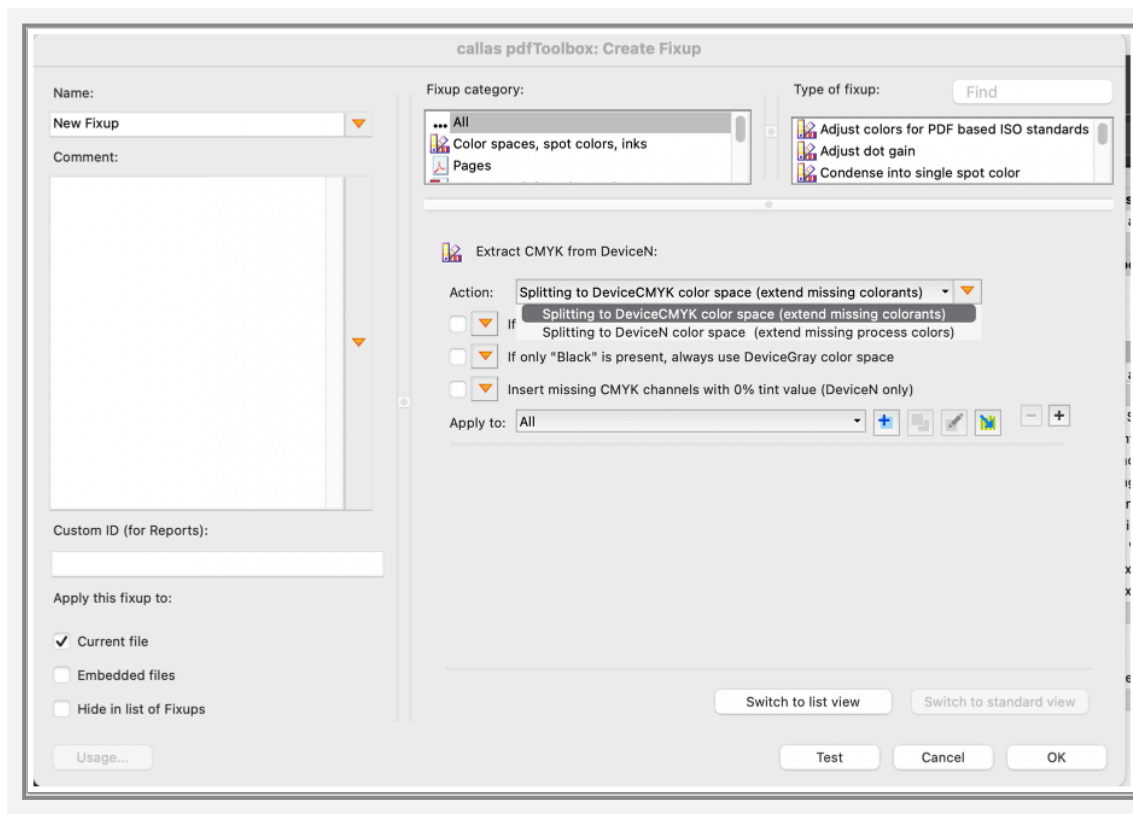 callas pdfToolbox: Create Fixup
Name:
New Fixup
Comment:
Custom ID (for Reports):
Apply this fixup to:
Current file
Embedded files
Hide in list of Fixups
Usage...
Fixup category:
... All
Color spaces, spot colors, inks
Pages
Type of fixup:
Find
Adjust colors for PDF based ISO standards
Adjust dot gain
Condense into single spot color
Extract CMYK from DeviceN:
Action: Splitting to DeviceCMYK color space (extend missing colorants)
Splitting to DeviceCMYK color space (extend missing colorants)
If
Splitting to DeviceN color space (extend missing process colors)
If only "Black" is present, always use DeviceGray color space
Insert missing CMYK channels with 0% tint value (DeviceN only)
Apply to: All
Switch to list view
Switch to standard view
Test
Cancel
OK